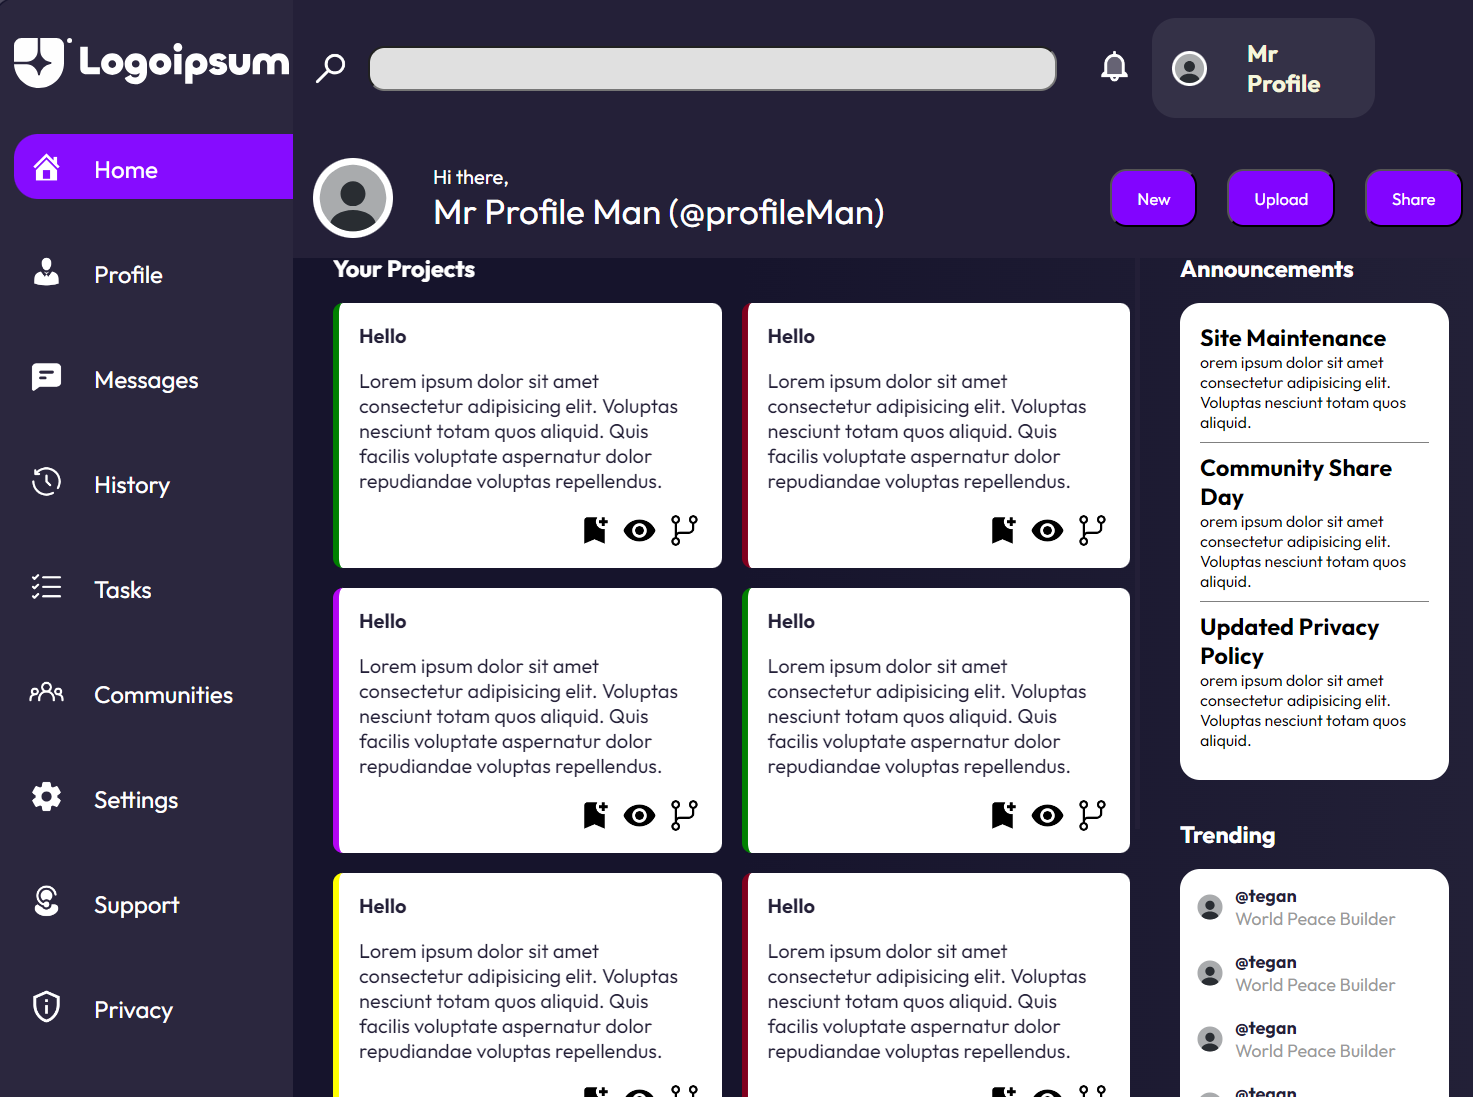 Logoipsum
Home
Profile
Messages
History
Tasks
Communities
Settings
Support
Privacy
Mr
Profile
Hi there,
Mr Profile Man (@profileMan)
New
Upload
Share
Your Projects
Hello
Lorem ipsum dolor sit amet
consectetur adipisicing elit. Voluptas
nesciunt totam quos aliquid. Quis
facilis voluptate aspernatur dolor
repudiandae voluptas repellendus.
Hello
Lorem ipsum dolor sit amet
consectetur adipisicing elit. Voluptas
nesciunt totam quos aliquid. Quis
facilis voluptate aspernatur dolor
repudiandae voluptas repellendus.
Hello
Lorem ipsum dolor sit amet
consectetur adipisicing elit. Voluptas
nesciunt totam quos aliquid. Quis
facilis voluptate aspernatur dolor
repudiandae voluptas repellendus.
Hello
Lorem ipsum dolor sit amet
consectetur adipisicing elit. Voluptas
nesciunt totam quos aliquid. Quis
facilis voluptate aspernatur dolor
repudiandae voluptas repellendus.
Hello
Lorem ipsum dolor sit amet
consectetur adipisicing elit. Voluptas
nesciunt totam quos aliquid. Quis
facilis voluptate aspernatur dolor
repudiandae voluptas repellendus.
Hello
Lorem ipsum dolor sit amet
consectetur adipisicing elit. Voluptas
nesciunt totam quos aliquid. Quis
facilis voluptate aspernatur dolor
repudiandae voluptas repellendus.
Announcements
Site Maintenance
orem ipsum dolor sit amet
consectetur adipisicing elit.
Voluptas nesciunt totam quos
aliquid.
Community Share
Day
orem ipsum dolor sit amet
consectetur adipisicing elit.
Voluptas nesciunt totam quos
aliquid.
Updated Privacy
Policy
orem ipsum dolor sit amet
consectetur adipisicing elit.
Voluptas nesciunt totam quos
aliquid.
Trending
@tegan
World Peace Builder
@tegan
World Peace Builder
@tegan
World Peace Builder
@tegan